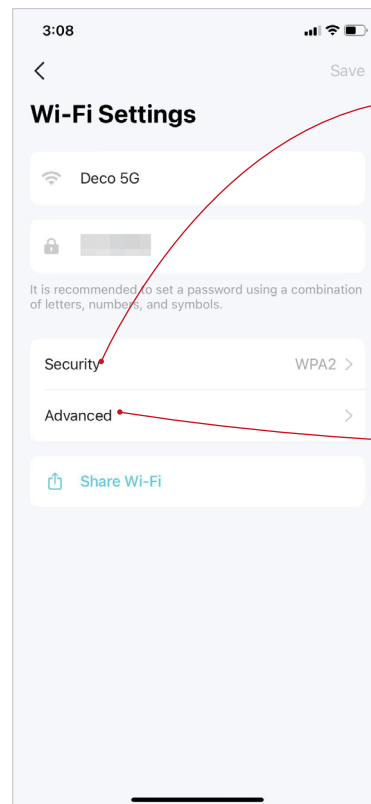 3:08
Save
Wi-Fi Settings
Deco 5G
It is recommended to set a password using a combination
of letters, numbers, and symbols.
Security WPA2
Advanced
Share Wi-Fi